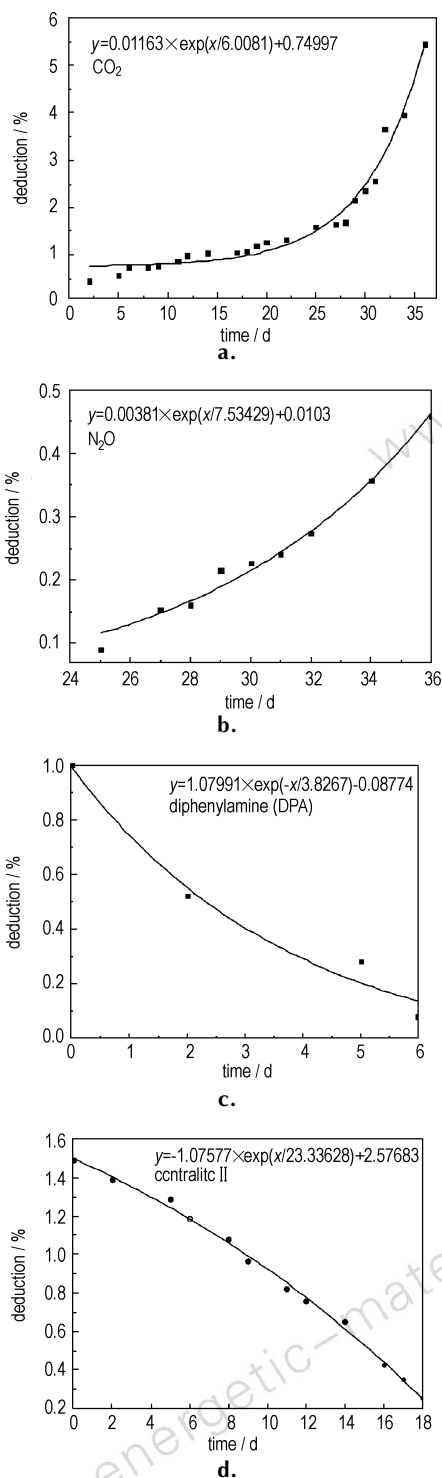 y=0.01163×exp(x/6.0081)+0.74997
CO₂
6
5
4
3
2
1
0
deduction / %
0 5 10 15 20 25 30 35
time / d
a.
y=0.00381×exp(x/7.53429)+0.0103
N₂O
0.5
0.4
0.3
0.2
0.1
deduction / %
24 26 28 30 32 34 36
time / d
b.
y=1.07991×exp(-x/3.8267)-0.08774
diphenylamine (DPA)
1.0
0.8
0.6
0.4
0.2
0.0
deduction / %
0 1 2 3 4 5 6
time / d
c.
y=-1.07577×exp(x/23.33628)+2.57683
ccntralitc II
1.6
1.4
1.2
1.0
0.8
0.6
0.4
0.2
deduction / %
0 2 4 6 8 10 12 14 16 18
time / d
d.
ww
energetic-mate